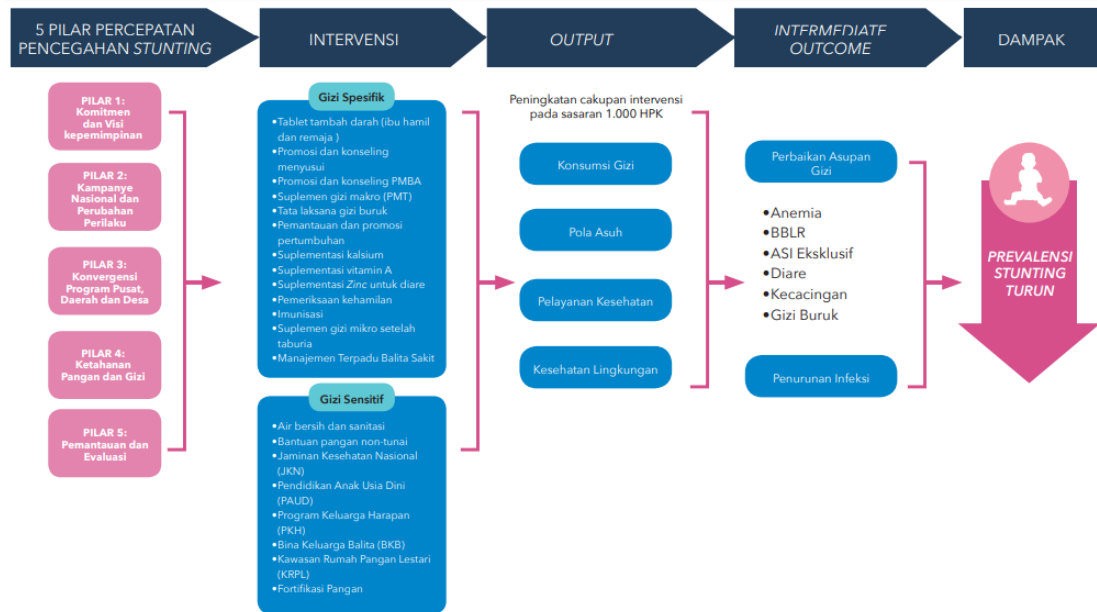 5 PILAR PERCEPATAN
PENCEGAHAN STUNTING
INTERVENSI
OUTPUT
INTERMEDIATE
OUTCOME
DAMPAK
PILAR 1:
Komitmen
dan Visi
kepemimpinan
PILAR 2:
Kampanye
Nasional dan
Perubahan
Perilaku
PILAR 3:
Konvergensi
Program Pusat,
Daerah dan Desa
PILAR 4:
Ketahanan
Pangan dan Gizi
PILAR 5:
Pemantauan dan
Evaluasi
Gizi Spesifik
•Tablet tambah darah (ibu hamil
dan remaja )
•Promosi dan konseling
menyusui
•Promosi dan konseling PMBA
•Suplemen gizi makro (PMT)
•Tata laksana gizi buruk
•Pemantauan dan promosi
pertumbuhan
•Suplementasi kalsium
•Suplementasi vitamin A
•Suplementasi Zinc untuk diare
•Pemeriksaan kehamilan
•Imunisasi
•Suplemen gizi mikro setelah
taburia
•Manajemen Terpadu Balita Sakit
Gizi Sensitif
•Air bersih dan sanitasi
•Bantuan pangan non-tunai
•Jaminan Kesehatan Nasional
(JKN)
•Pendidikan Anak Usia Dini
(PAUD)
•Program Keluarga Harapan
(PKH)
•Bina Keluarga Balita (BKB)
•Kawasan Rumah Pangan Lestari
(KRPL)
•Fortifikasi Pangan
Peningkatan cakupan intervensi
pada sasaran 1.000 HPK
Konsumsi Gizi
Pola Asuh
Pelayanan Kesehatan
Kesehatan Lingkungan
Perbaikan Asupan
Gizi
•Anemia
•BBLR
•ASI Eksklusif
•Diare
•Kecacingan
•Gizi Buruk
Penurunan Infeksi
PREVALENSI
STUNTING
TURUN